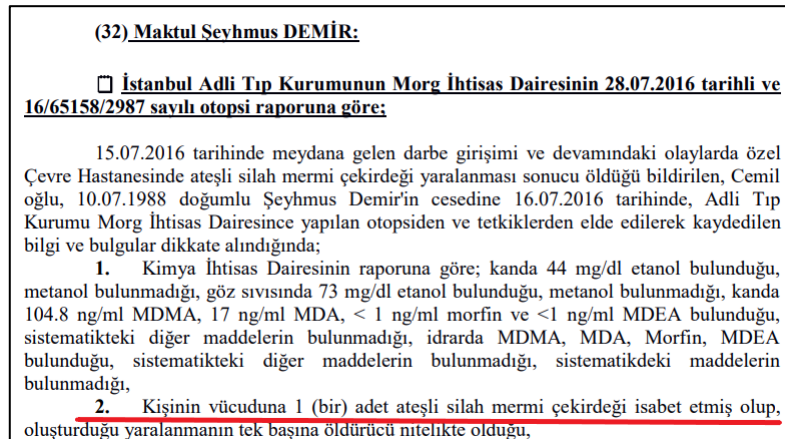 (32) Maktul Şeyhmus DEMİR:
İstanbul Adli Tıp Kurumunun Morg İhtisas Dairesinin 28.07.2016 tarihli ve
16/65158/2987 sayılı otopsi raporuna göre;
15.07.2016 tarihinde meydana gelen darbe girişimi ve devamındaki olaylarda özel
Çevre Hastanesinde ateşli silah mermi çekirdeği yaralanması sonucu öldüğü bildirilen, Cemil
oğlu, 10.07.1988 doğumlu Şeyhmus Demir'in cesedine 16.07.2016 tarihinde, Adli Tıp
Kurumu Morg İhtisas Dairesince yapılan otopsiden ve tetkiklerden elde edilerek kaydedilen
bilgi ve bulgular dikkate alındığında;
1. Kimya İhtisas Dairesinin raporuna göre; kanda 44 mg/dl etanol bulunduğu,
metanol bulunmadığı, göz sıvısında 73 mg/dl etanol bulunduğu, metanol bulunmadığı, kanda
104.8 ng/ml MDMA, 17 ng/ml MDA, < 1 ng/ml morfin ve <1 ng/ml MDEA bulunduğu,
sistematikteki diğer maddelerin bulunmadığı, idrarda MDMA, MDA, Morfin, MDEA
bulunduğu, sistematikteki diğer maddelerin bulunmadığı, sistematikdeki maddelerin
bulunmadığı,
2. Kişinin vücuduna 1 (bir) adet ateşli silah mermi çekirdeği isabet etmiş olup,
oluşturduğu yaralanmanın tek başına öldürücü nitelikte olduğu,